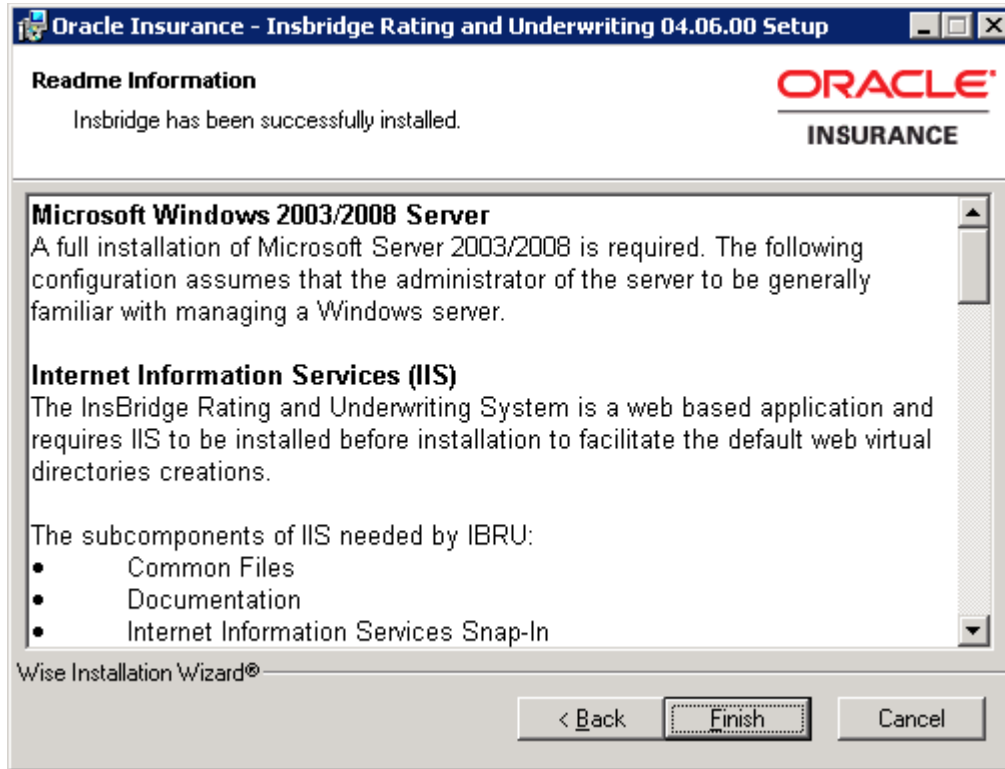 Oracle Insurance - Insbridge Rating and Underwriting 04.06.00 Setup
Readme Information
Insbridge has been successfully installed.
ORACLE
INSURANCE
Microsoft Windows 2003/2008 Server
A full installation of Microsoft Server 2003/2008 is required. The following
configuration assumes that the administrator of the server to be generally
familiar with managing a Windows server.
Internet Information Services (IIS)
The InsBridge Rating and Underwriting System is a web based application and
requires IIS to be installed before installation to facilitate the default web virtual
directories creations.
The subcomponents of IIS needed by IBRU:
● Common Files
● Documentation
● Internet Information Services Snap-In
Wise Installation Wizard®
< Back
Finish
Cancel